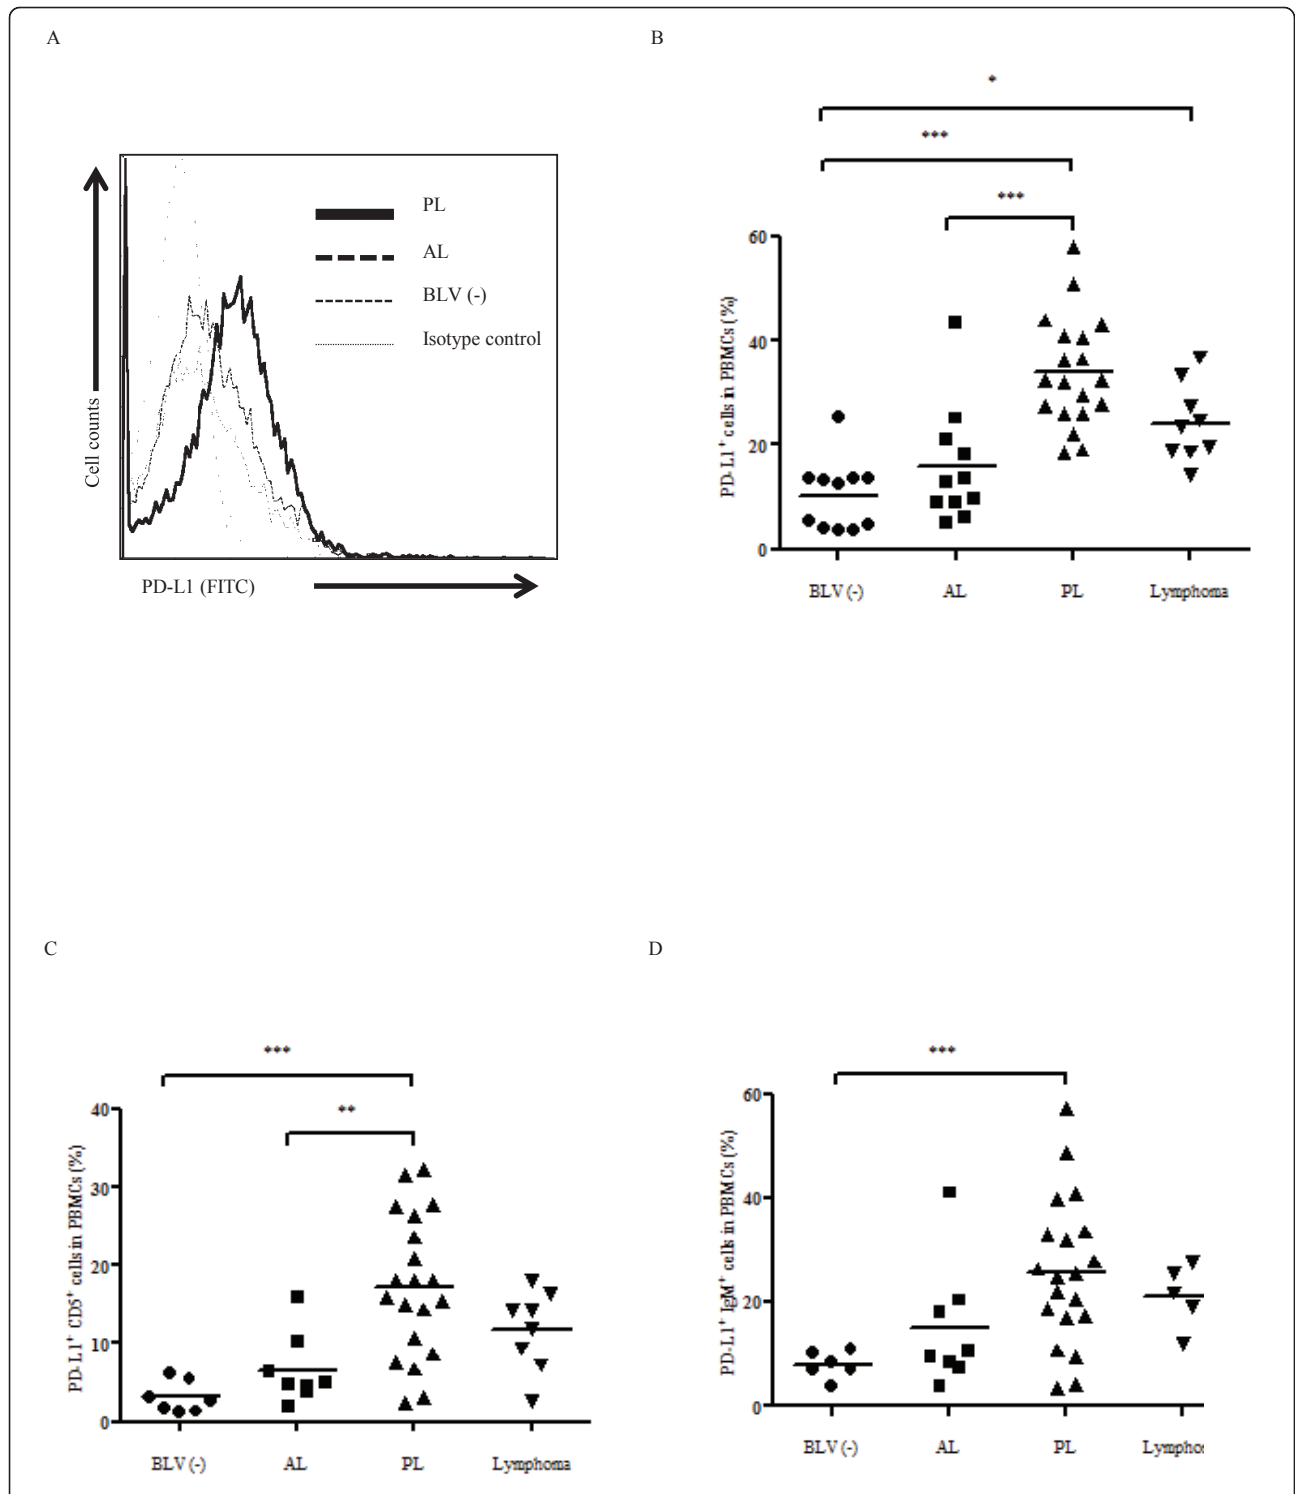 A
B
PL
AL
BLV (-)
Isotype control
Cell counts
PD-L1 (FITC)
*
***
***
60
40
20
0
PD-L1⁺ cells in PBMCs (%)
BLV (-) AL PL Lymphoma
C
D
***
**
40
30
20
10
0
PD-L1⁺ CD5⁺ cells in PBMCs (%)
BLV (-) AL PL Lymphoma
***
60
40
20
0
PD-L1⁺ IgM⁺ cells in PBMCs (%)
BLV (-) AL PL Lympho